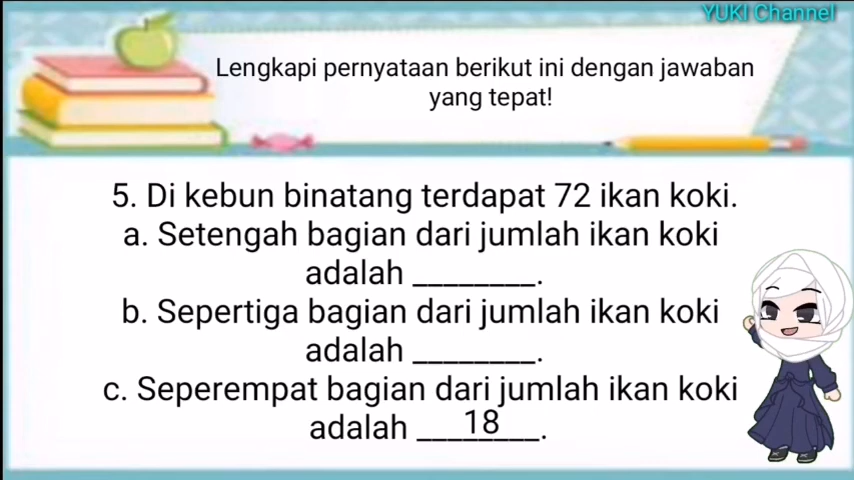 YUKI Channel
Lengkapi pernyataan berikut ini dengan jawaban
yang tepat!
5. Di kebun binatang terdapat 72 ikan koki.
a. Setengah bagian dari jumlah ikan koki
adalah ________.
b. Sepertiga bagian dari jumlah ikan koki
adalah ________.
c. Seperempat bagian dari jumlah ikan koki
adalah ___18___.